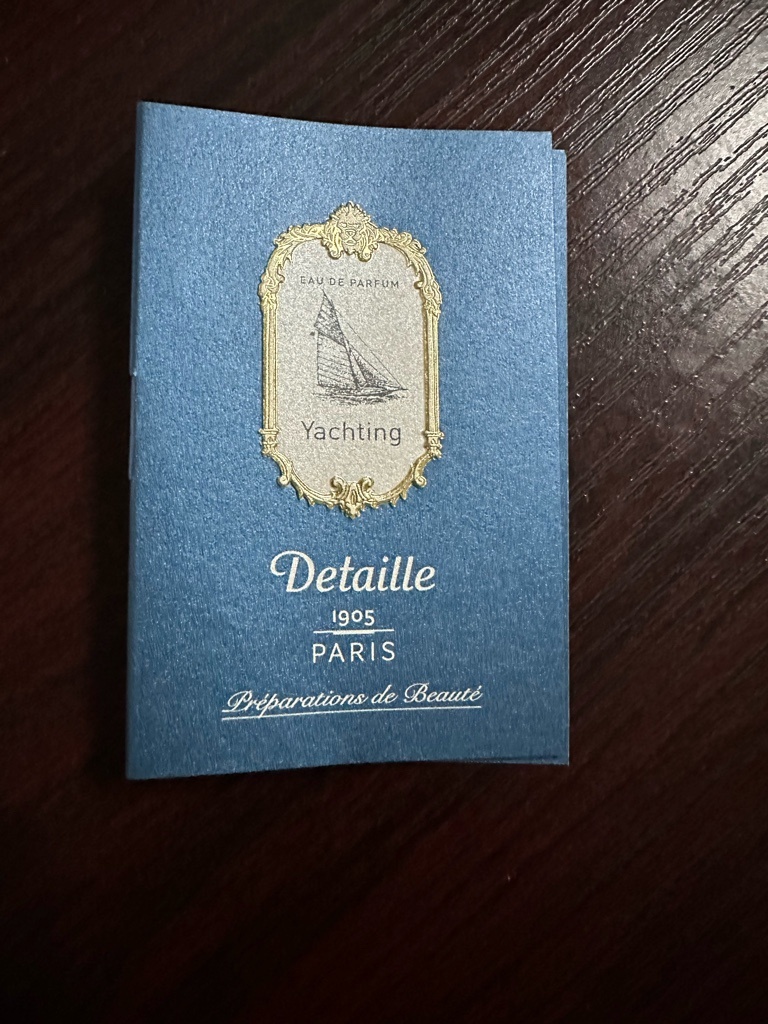 EAU DE PARFUM
Yachting
Detaille
1905
PARIS
Préparations de Beauté